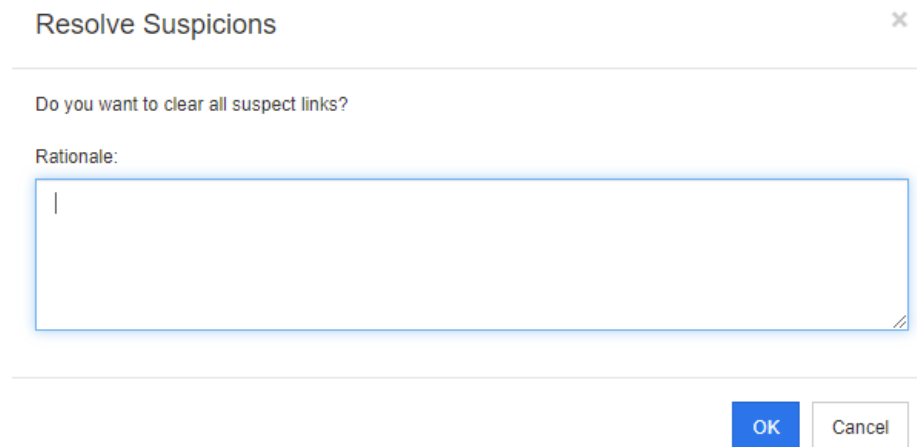 Resolve Suspicions
×
Do you want to clear all suspect links?
Rationale:
OK
Cancel